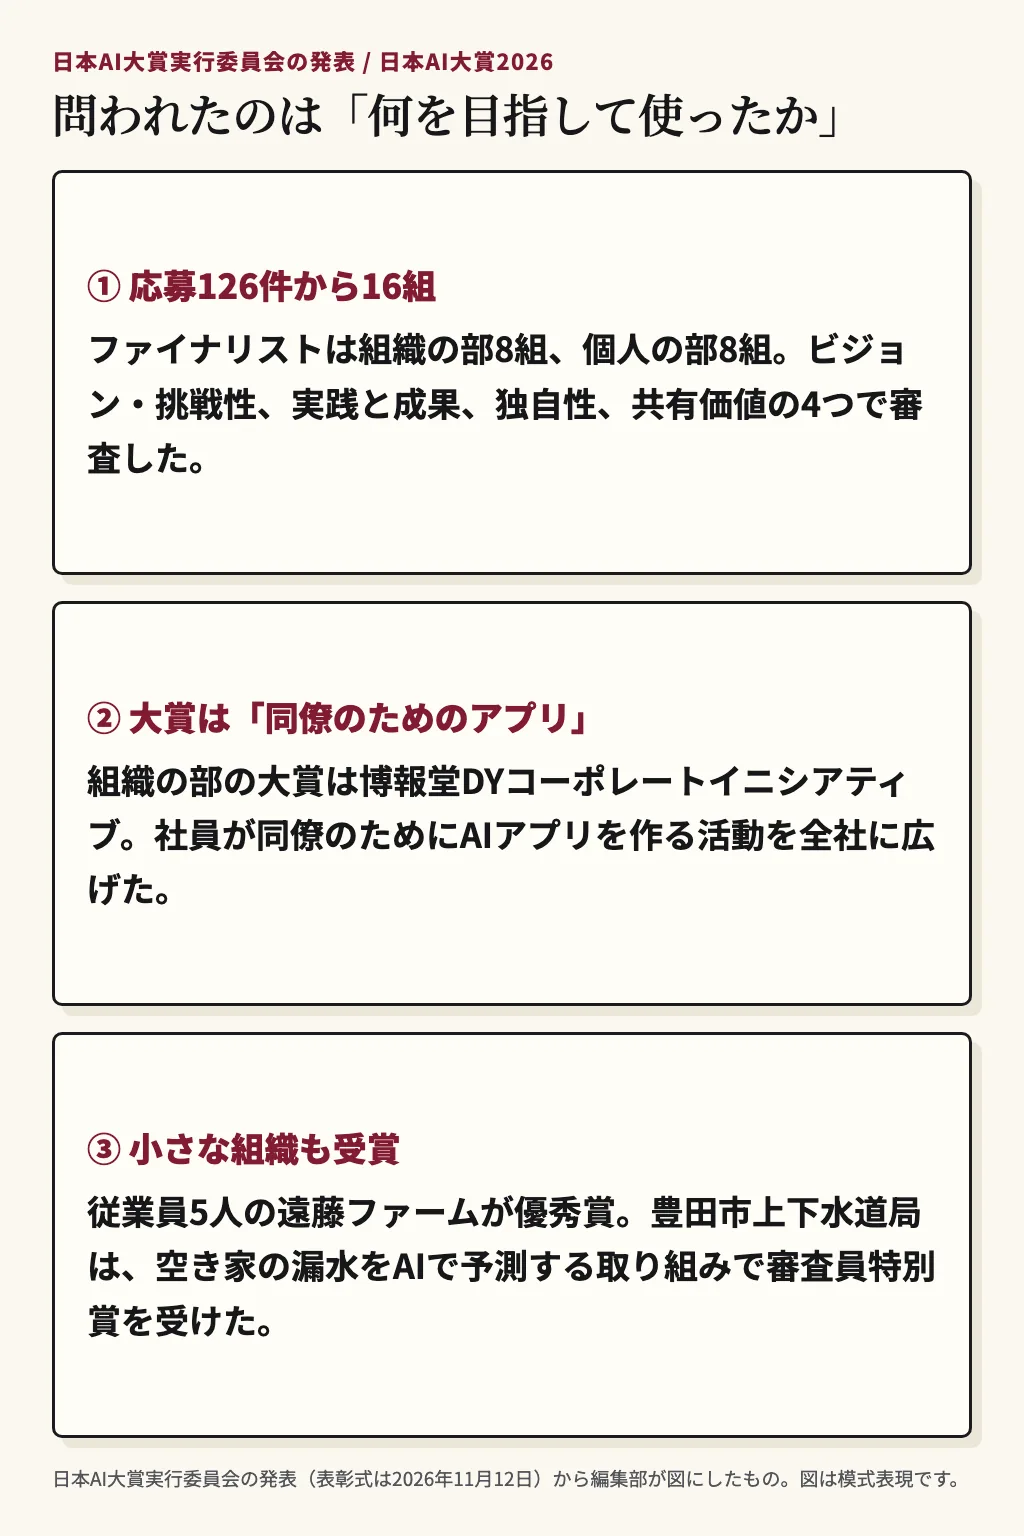 日本AI大賞実行委員会の発表 / 日本AI大賞2026
問われたのは「何を目指して使ったか」
① 応募126件から16組
ファイナリストは組織の部8組、個人の部8組。ビジョ
ン・挑戦性、実践と成果、独自性、共有価値の4つで審
査した。
② 大賞は「同僚のためのアプリ」
組織の部の大賞は博報堂DYコーポレートイニシアティ
ブ。社員が同僚のためにAIアプリを作る活動を全社に広
げた。
③ 小さな組織も受賞
従業員5人の遠藤ファームが優秀賞。豊田市上下水道局
は、空き家の漏水をAIで予測する取り組みで審査員特別
賞を受けた。
日本AI大賞実行委員会の発表（表彰式は2026年11月12日）から編集部が図にしたもの。図は模式表現です。